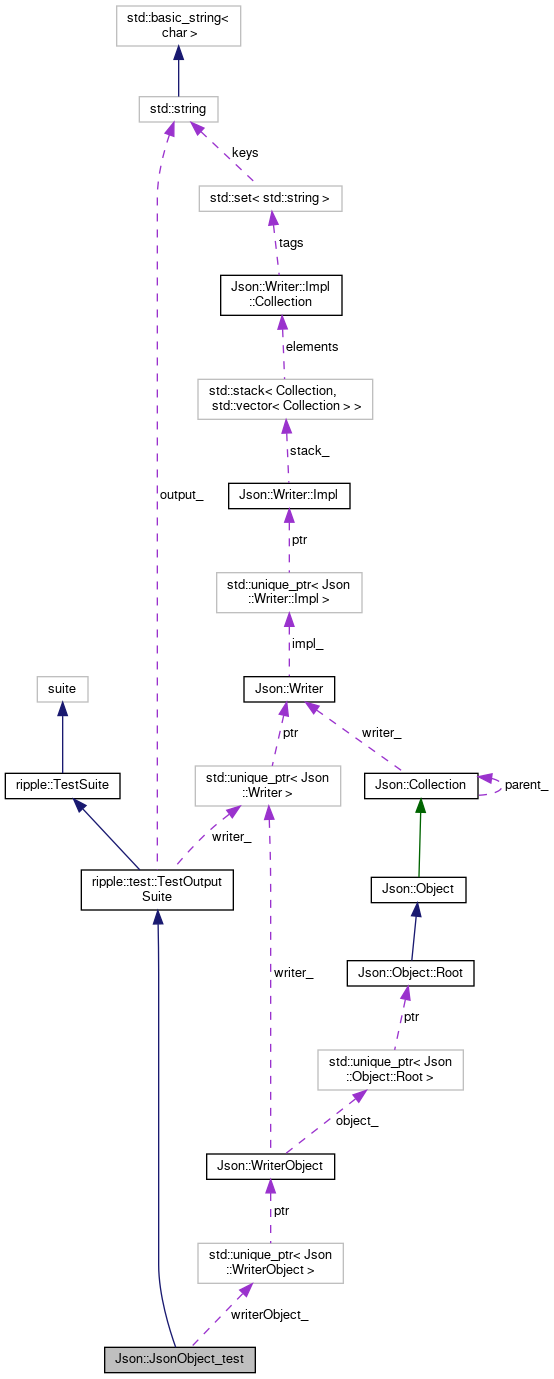 std::basic_string<
char >
std::string
keys
std::set< std::string >
tags
Json::Writer::Impl
::Collection
elements
std::stack< Collection,
std::vector< Collection > >
stack_
output_
Json::Writer::Impl
ptr
std::unique_ptr< Json
::Writer::Impl >
impl_
suite
Json::Writer
ptr
writer_
ripple::TestSuite
std::unique_ptr< Json
::Writer >
Json::Collection
parent_
writer_
ripple::test::TestOutput
Suite
Json::Object
writer_
Json::Object::Root
ptr
std::unique_ptr< Json
::Object::Root >
object_
Json::WriterObject
ptr
std::unique_ptr< Json
::WriterObject >
writerObject_
Json::JsonObject_test